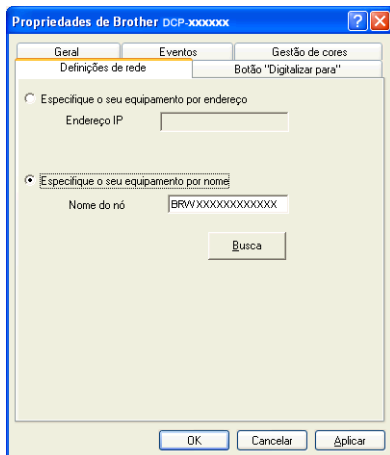 Propriedades de Brother DCP-xxxxxx
Geral Eventos Gestão de cores
Definições de rede Botão "Digitalizar para"
Especifique o seu equipamento por endereço
Endereço IP
Especifique o seu equipamento por nome
Nome do nó BRWXXXXXXXXXXXX
Busca
OK Cancelar Aplicar